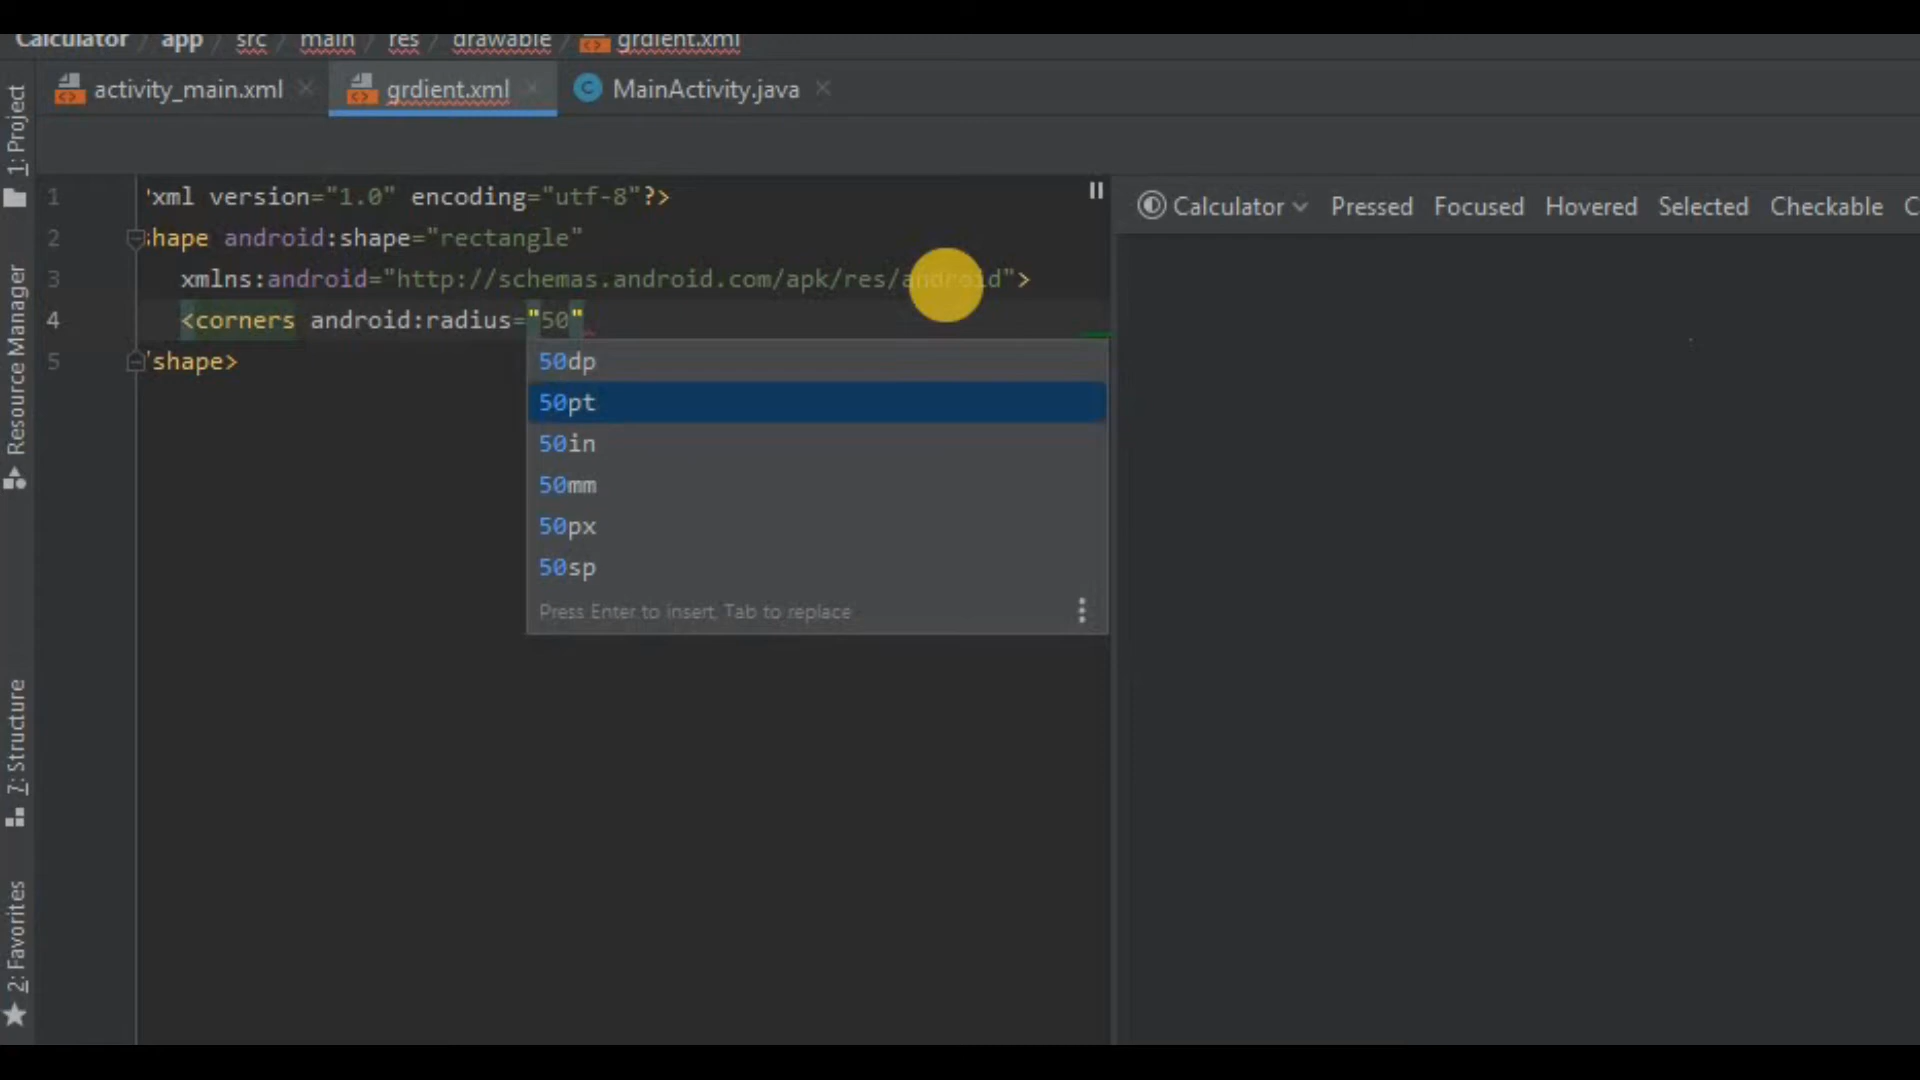 Calculator / app / src / main / res / drawable / grdient.xml
activity_main.xml grdient.xml MainActivity.java
1: Project
Resource Manager
7: Structure
2: Favorites
1 xml version="1.0" encoding="utf-8"?>
2 hape android:shape="rectangle"
3 xmlns:android="http://schemas.android.com/apk/res/android">
4 <corners android:radius="50"
5 shape>
50dp
50pt
50in
50mm
50px
50sp
Press Enter to insert, Tab to replace
Calculator Pressed Focused Hovered Selected Checkable C